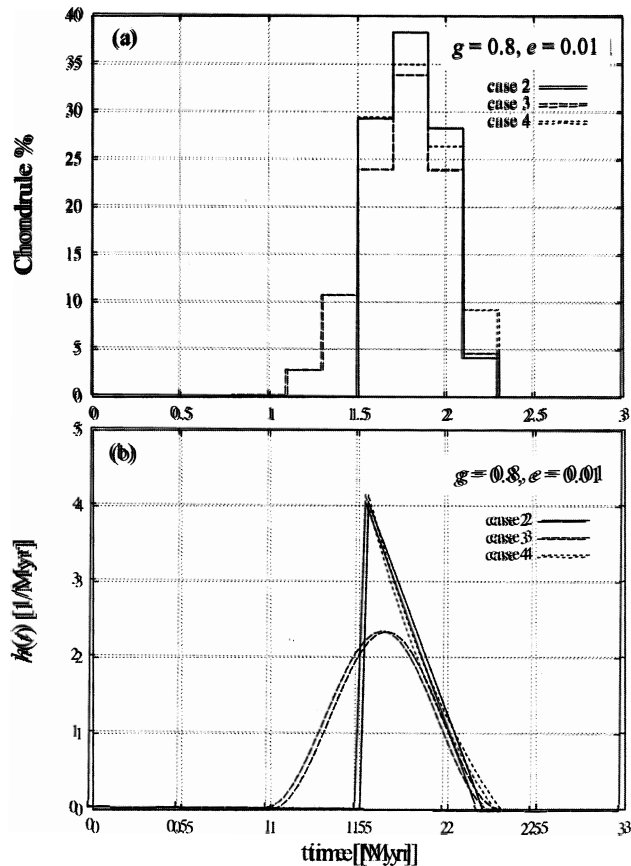 (a)
g = 0.8, e = 0.01
case 2
case 3
case 4
Chondrule %
40
35
30
25
20
15
10
5
0
0 0.5 1 1.5 2 2.5 3
(b)
g = 0.8, e = 0.01
case 2
case 3
case 4
h(t) [1/Myr]
5
4
3
2
1
0
0 0.5 1 1.5 2 2.5 3
time [Myr]